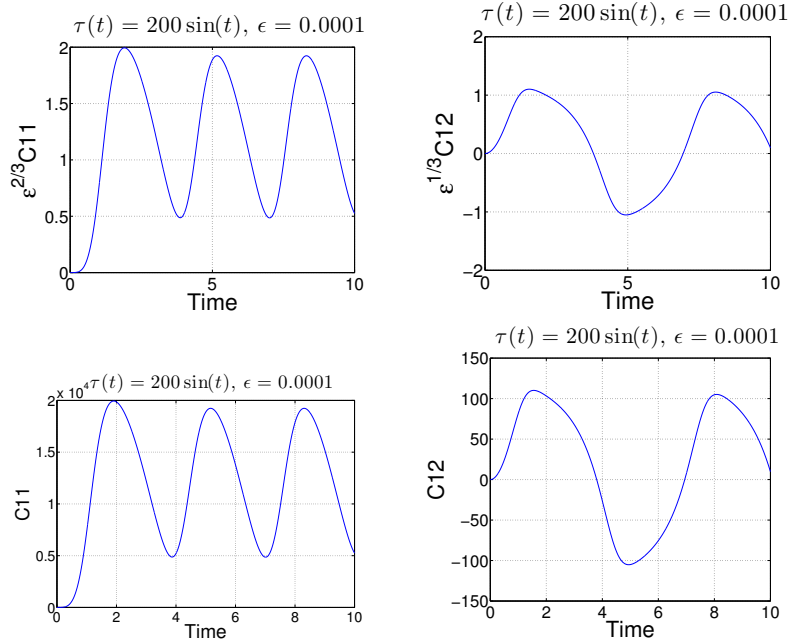 τ(t) = 200 sin(t), ϵ = 0.0001
2
1.5
1
0.5
0
0 5 10
ε^{2/3}C11
Time
τ(t) = 200 sin(t), ϵ = 0.0001
2
1
0
−1
−2
0 5 10
ε^{1/3}C12
Time
x 10^4 τ(t) = 200 sin(t), ϵ = 0.0001
2
1.5
1
0.5
0
0 2 4 6 8 10
C11
Time
τ(t) = 200 sin(t), ϵ = 0.0001
150
100
50
0
−50
−100
−150
0 2 4 6 8 10
C12
Time